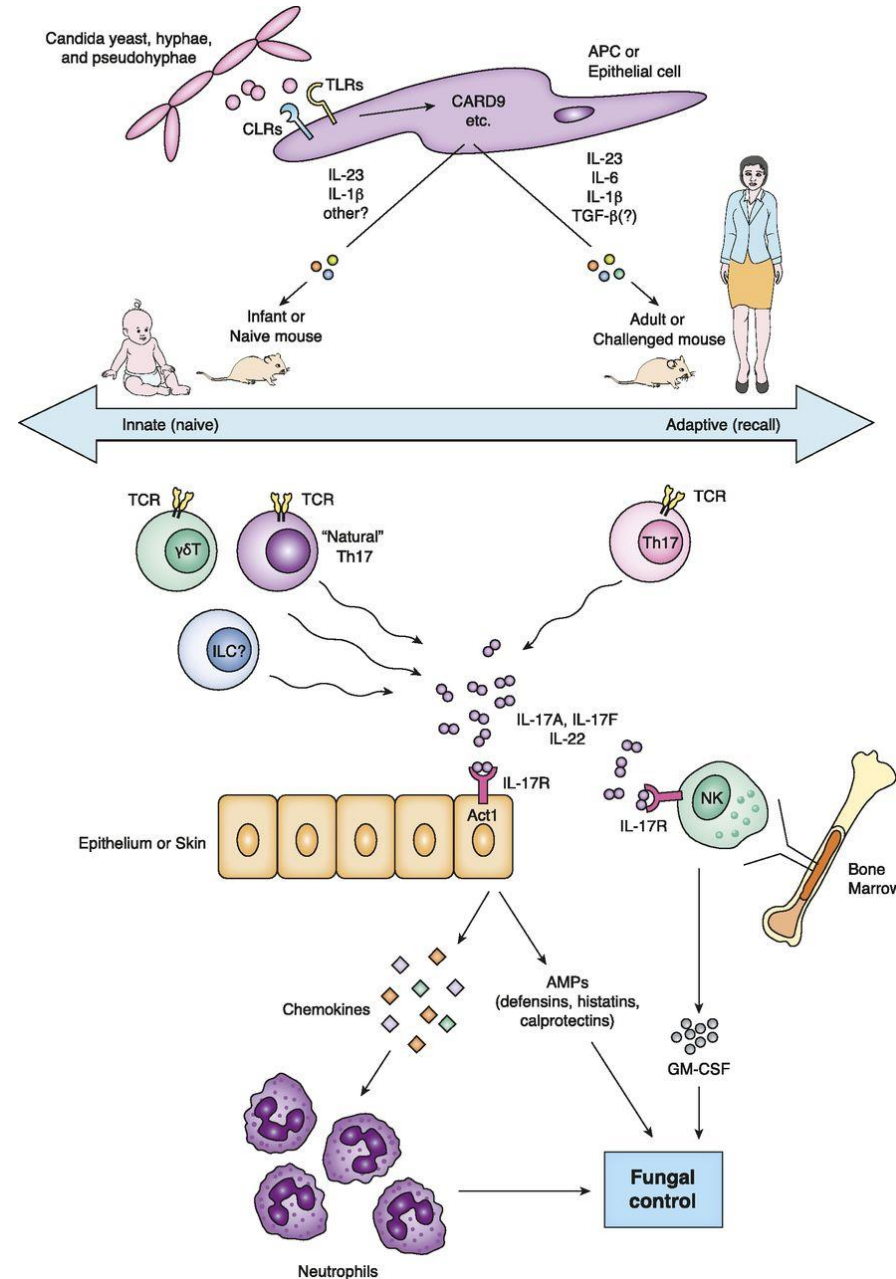 Candida yeast, hyphae,
and pseudohyphae
TLRs
CLRs
CARD9
etc.
APC or
Epithelial cell
IL-23
IL-1β
other?
IL-23
IL-6
IL-1β
TGF-β(?)
Infant or
Naive mouse
Adult or
Challenged mouse
Innate (naive)
Adaptive (recall)
TCR
γδT
TCR
"Natural"
Th17
TCR
Th17
ILC?
IL-17A, IL-17F
IL-22
IL-17R
Act1
Epithelium or Skin
NK
IL-17R
Bone
Marrow
Chemokines
AMPs
(defensins, histatins,
calprotectins)
GM-CSF
Fungal
control
Neutrophils